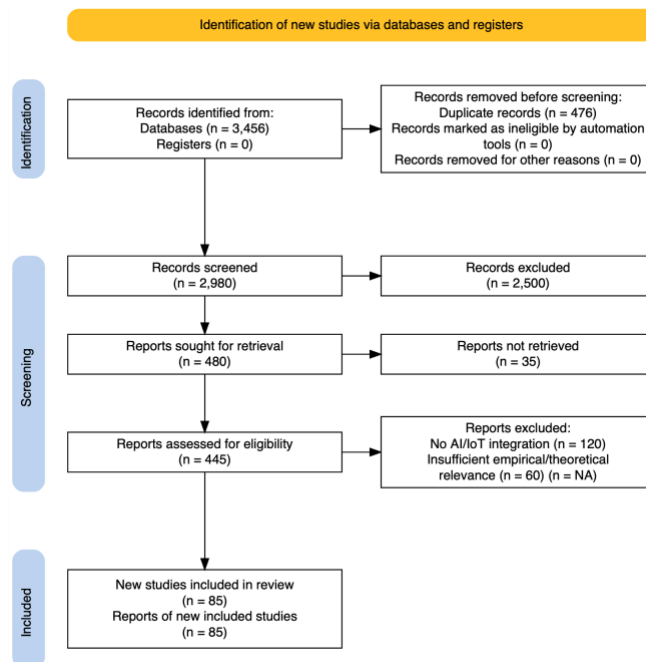 Identification of new studies via databases and registers
Identification
Records identified from:
Databases (n = 3,456)
Registers (n = 0)
Records removed before screening:
Duplicate records (n = 476)
Records marked as ineligible by automation
tools (n = 0)
Records removed for other reasons (n = 0)
Screening
Records screened
(n = 2,980)
Records excluded
(n = 2,500)
Reports sought for retrieval
(n = 480)
Reports not retrieved
(n = 35)
Reports assessed for eligibility
(n = 445)
Reports excluded:
No AI/IoT integration (n = 120)
Insufficient empirical/theoretical
relevance (n = 60) (n = NA)
Included
New studies included in review
(n = 85)
Reports of new included studies
(n = 85)